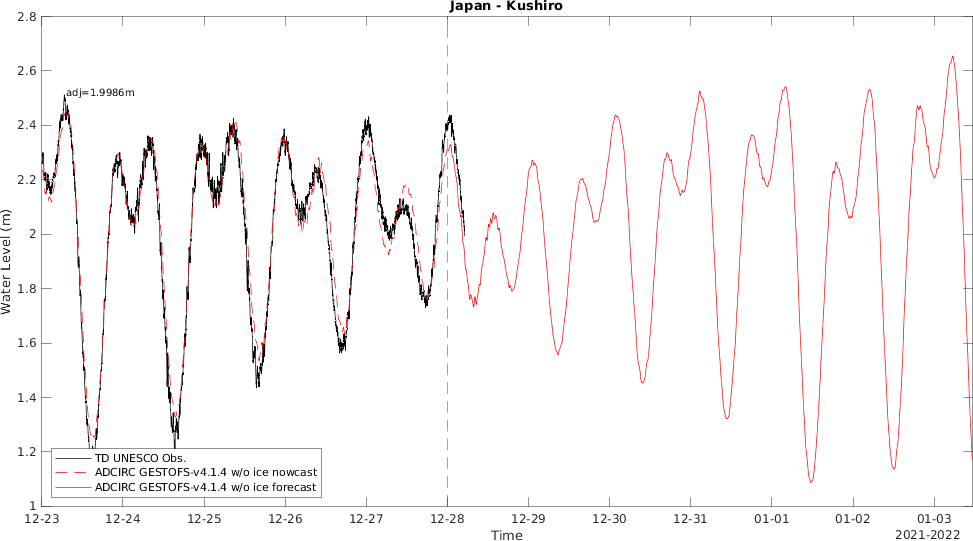 Japan - Kushiro
2.8
2.6
2.4
2.2
2
1.8
1.6
1.4
1.2
1
Water Level (m)
adj=1.9986m
TD UNESCO Obs.
ADCIRC GESTOFS-v4.1.4 w/o ice nowcast
ADCIRC GESTOFS-v4.1.4 w/o ice forecast
12-23 12-24 12-25 12-26 12-27 12-28 12-29 12-30 12-31 01-01 01-02 01-03
Time
2021-2022